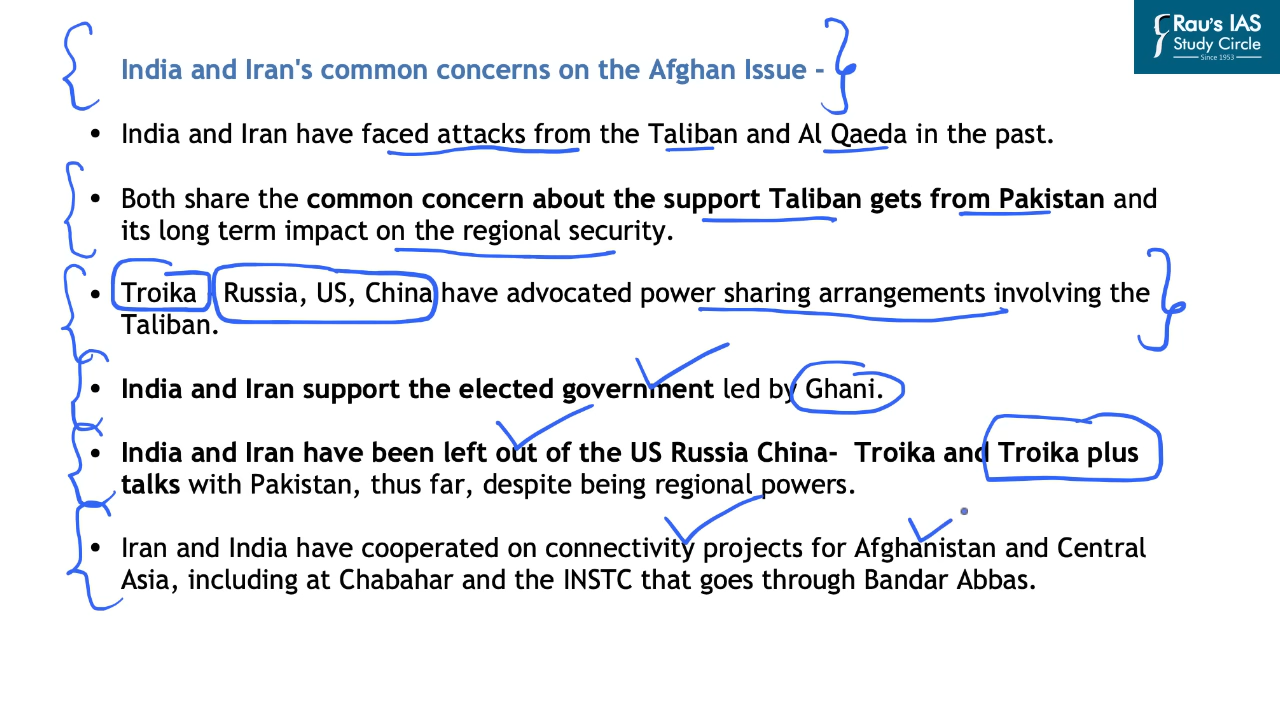 Rau's IAS
Study Circle
Since 1953
India and Iran's common concerns on the Afghan Issue -
• India and Iran have faced attacks from the Taliban and Al Qaeda in the past.
• Both share the common concern about the support Taliban gets from Pakistan and
its long term impact on the regional security.
• Troika - Russia, US, China have advocated power sharing arrangements involving the
Taliban.
• India and Iran support the elected government led by Ghani.
• India and Iran have been left out of the US Russia China- Troika and Troika plus
talks with Pakistan, thus far, despite being regional powers.
• Iran and India have cooperated on connectivity projects for Afghanistan and Central
Asia, including at Chabahar and the INSTC that goes through Bandar Abbas.